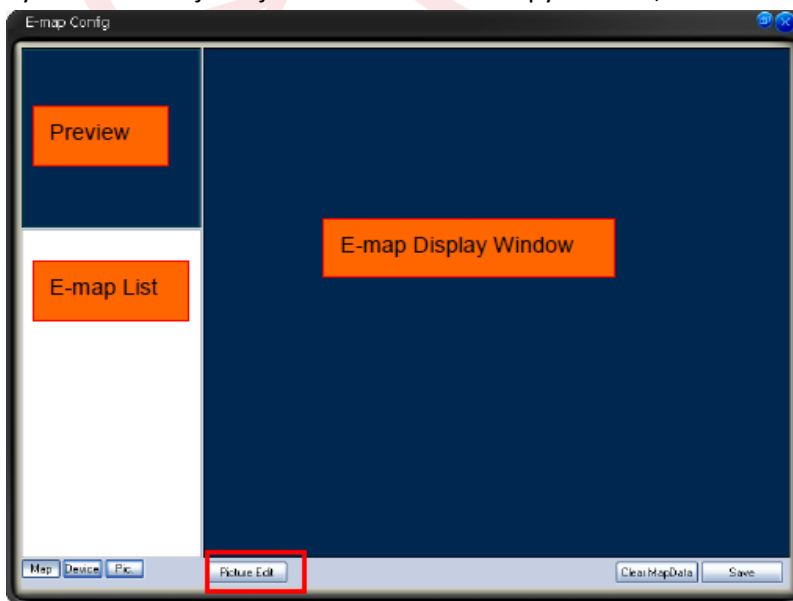 E-map Config
Preview
E-map Display Window
E-map List
Map Device Pic. Picture Edit Clear MapData Save